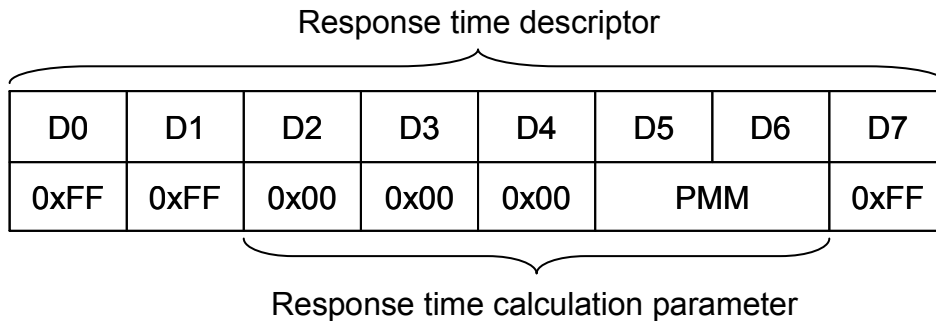 Response time descriptor
D0 D1 D2 D3 D4 D5 D6 D7
0xFF 0xFF 0x00 0x00 0x00 PMM 0xFF
Response time calculation parameter